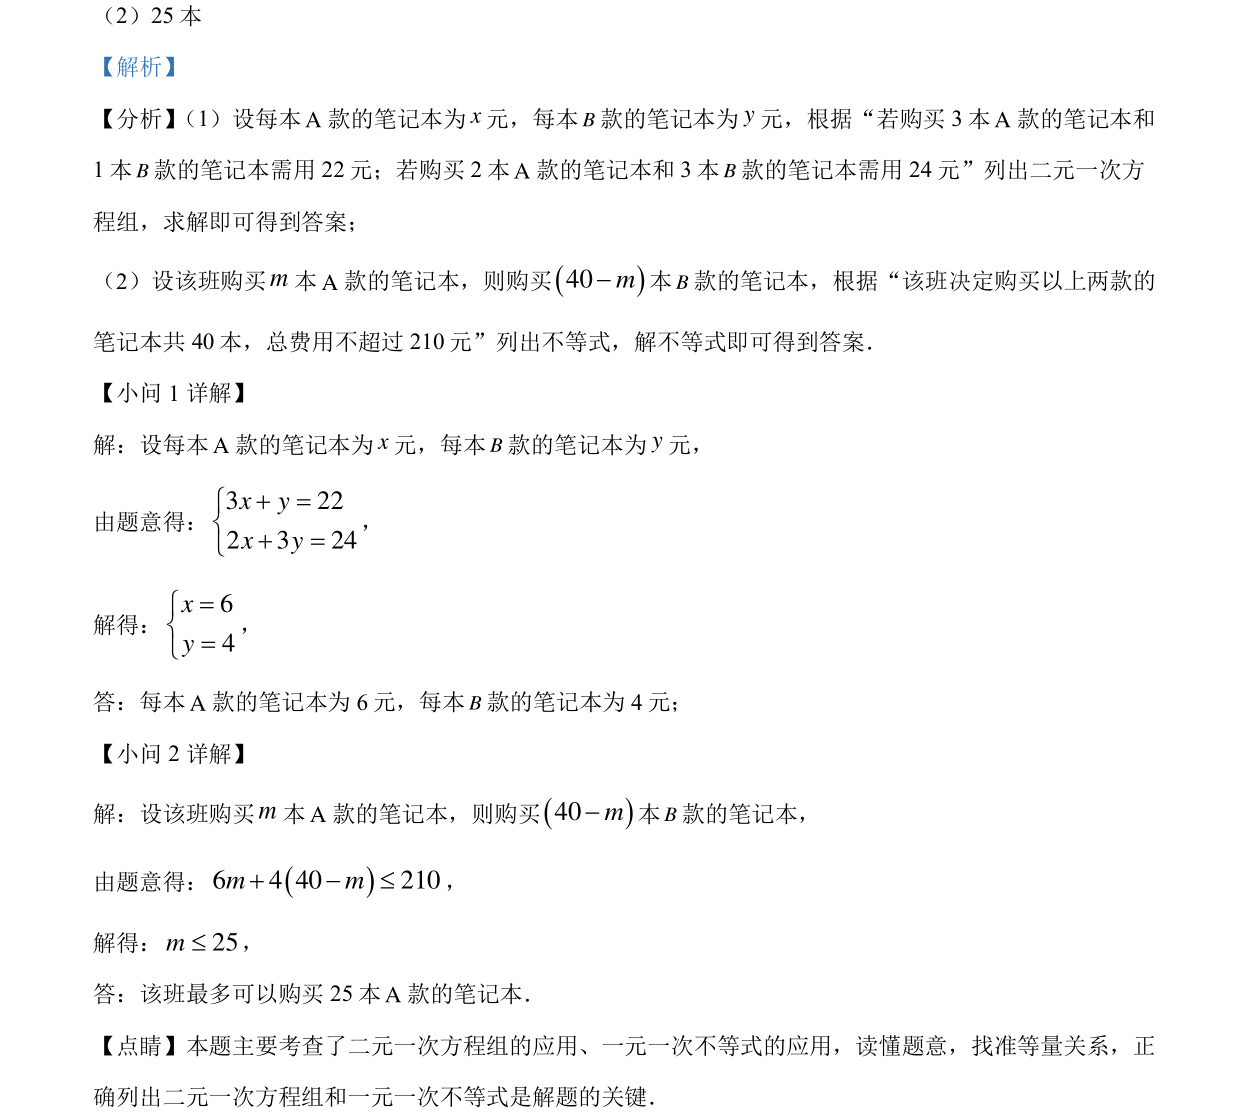 （2）25 本
【解析】
【分析】（1）设每本 A 款的笔记本为 x 元，每本 B 款的笔记本为 y 元，根据“若购买 3 本 A 款的笔记本和
1 本 B 款的笔记本需用 22 元；若购买 2 本 A 款的笔记本和 3 本 B 款的笔记本需用 24 元”列出二元一次方
程组，求解即可得到答案；
（2）设该班购买 m 本 A 款的笔记本，则购买(40−m)本 B 款的笔记本，根据“该班决定购买以上两款的
笔记本共 40 本，总费用不超过 210 元”列出不等式，解不等式即可得到答案．
【小问 1 详解】
解：设每本 A 款的笔记本为 x 元，每本 B 款的笔记本为 y 元，
由题意得：{3x+y=22
2x+3y=24，
解得：{x=6
y=4，
答：每本 A 款的笔记本为 6 元，每本 B 款的笔记本为 4 元；
【小问 2 详解】
解：设该班购买 m 本 A 款的笔记本，则购买(40−m)本 B 款的笔记本，
由题意得：6m+4(40−m)≤210，
解得：m≤25，
答：该班最多可以购买 25 本 A 款的笔记本．
【点睛】本题主要考查了二元一次方程组的应用、一元一次不等式的应用，读懂题意，找准等量关系，正
确列出二元一次方程组和一元一次不等式是解题的关键．